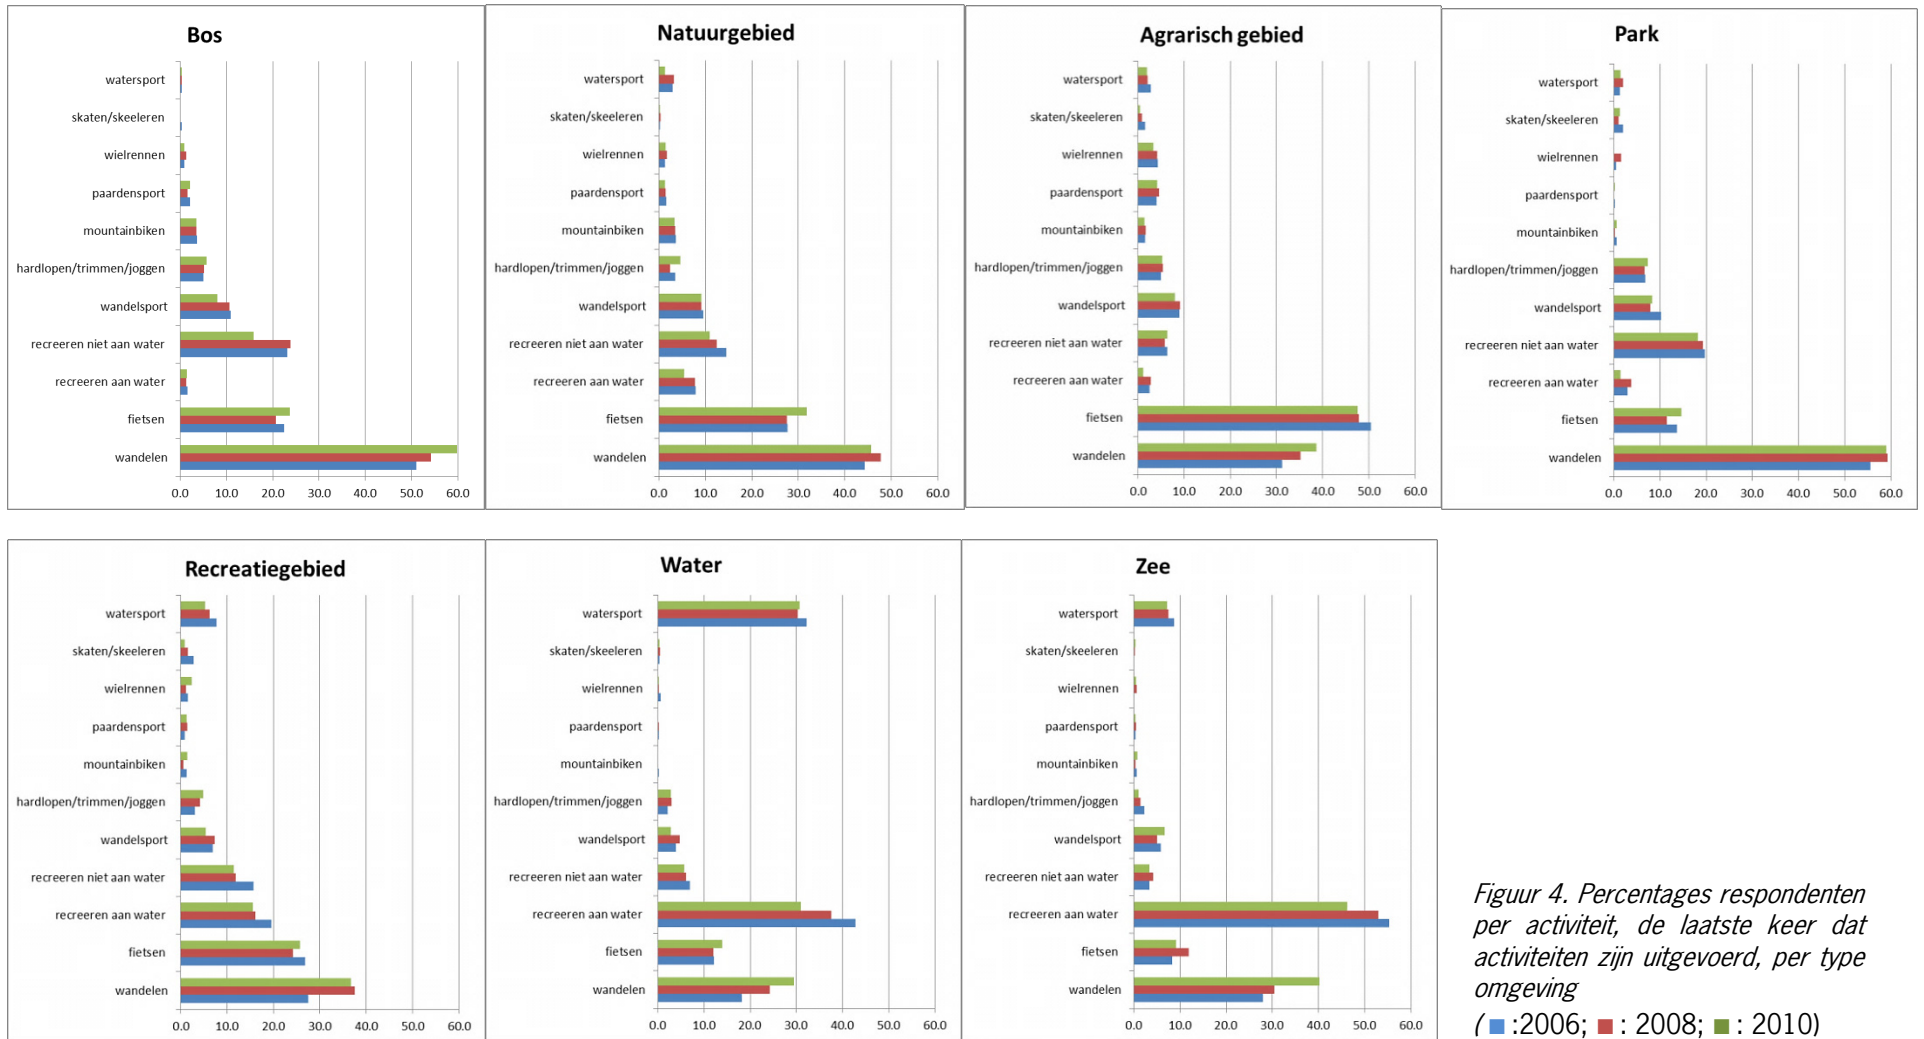 Bos
watersport
skaten/skeeleren
wielrennen
paardensport
mountainbiken
hardlopen/trimmen/joggen
wandelsport
recreeren niet aan water
recreeren aan water
fietsen
wandelen
0.0 10.0 20.0 30.0 40.0 50.0 60.0
Natuurgebied
watersport
skaten/skeeleren
wielrennen
paardensport
mountainbiken
hardlopen/trimmen/joggen
wandelsport
recreeren niet aan water
recreeren aan water
fietsen
wandelen
0.0 10.0 20.0 30.0 40.0 50.0 60.0
Agrarisch gebied
watersport
skaten/skeeleren
wielrennen
paardensport
mountainbiken
hardlopen/trimmen/joggen
wandelsport
recreeren niet aan water
recreeren aan water
fietsen
wandelen
0.0 10.0 20.0 30.0 40.0 50.0 60.0
Park
watersport
skaten/skeeleren
wielrennen
paardensport
mountainbiken
hardlopen/trimmen/joggen
wandelsport
recreeren niet aan water
recreeren aan water
fietsen
wandelen
0.0 10.0 20.0 30.0 40.0 50.0 60.0
Recreatiegebied
watersport
skaten/skeeleren
wielrennen
paardensport
mountainbiken
hardlopen/trimmen/joggen
wandelsport
recreeren niet aan water
recreeren aan water
fietsen
wandelen
0.0 10.0 20.0 30.0 40.0 50.0 60.0
Water
watersport
skaten/skeeleren
wielrennen
paardensport
mountainbiken
hardlopen/trimmen/joggen
wandelsport
recreeren niet aan water
recreeren aan water
fietsen
wandelen
0.0 10.0 20.0 30.0 40.0 50.0 60.0
Zee
watersport
skaten/skeeleren
wielrennen
paardensport
mountainbiken
hardlopen/trimmen/joggen
wandelsport
recreeren niet aan water
recreeren aan water
fietsen
wandelen
0.0 10.0 20.0 30.0 40.0 50.0 60.0
Figuur 4. Percentages respondenten
per activiteit, de laatste keer dat
activiteiten zijn uitgevoerd, per type
omgeving
( ■ :2006; ■ : 2008; ■ : 2010)